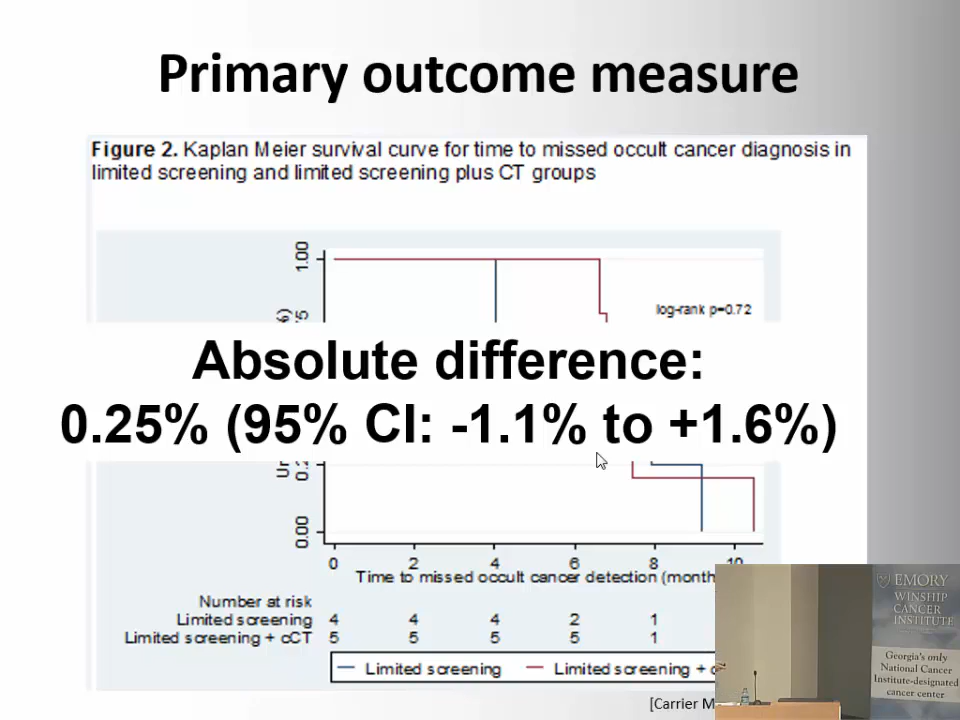 Primary outcome measure
Figure 2. Kaplan Meier survival curve for time to missed occult cancer diagnosis in
limited screening and limited screening plus CT groups
1.00
log-rank p=0.72
Absolute difference:
0.25% (95% CI: -1.1% to +1.6%)
0.00
0 2 4 6 8 10
Time to missed occult cancer detection
Number at risk
Limited screening 4 4 4 2 1
Limited screening + cCT 5 5 5 5 1
Limited screening Limited screening +
[Carrier
EMORY
WINSHIP
CANCER
INSTITUTE
Georgia's only
National Cancer
Institute-designated
cancer center